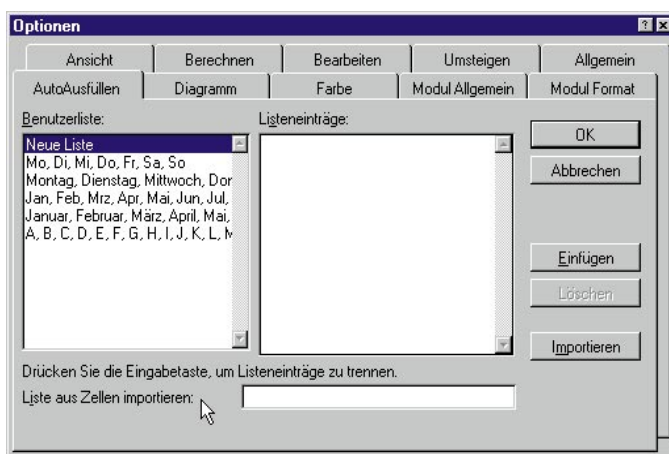 Optionen
Ansicht
Berechnen
Bearbeiten
Umsteigen
Allgemein
AutoAusfüllen
Diagramm
Farbe
Modul Allgemein
Modul Format
Benutzerliste:
Listeneinträge:
Neue Liste
Mo, Di, Mi, Do, Fr, Sa, So
Montag, Dienstag, Mittwoch, Don
Jan, Feb, Mrz, Apr, Mai, Jun, Jul,
Januar, Februar, März, April, Mai,
A, B, C, D, E, F, G, H, I, J, K, L, M
OK
Abbrechen
Einfügen
Löschen
Importieren
Drücken Sie die Eingabetaste, um Listeneinträge zu trennen.
Liste aus Zellen importieren: